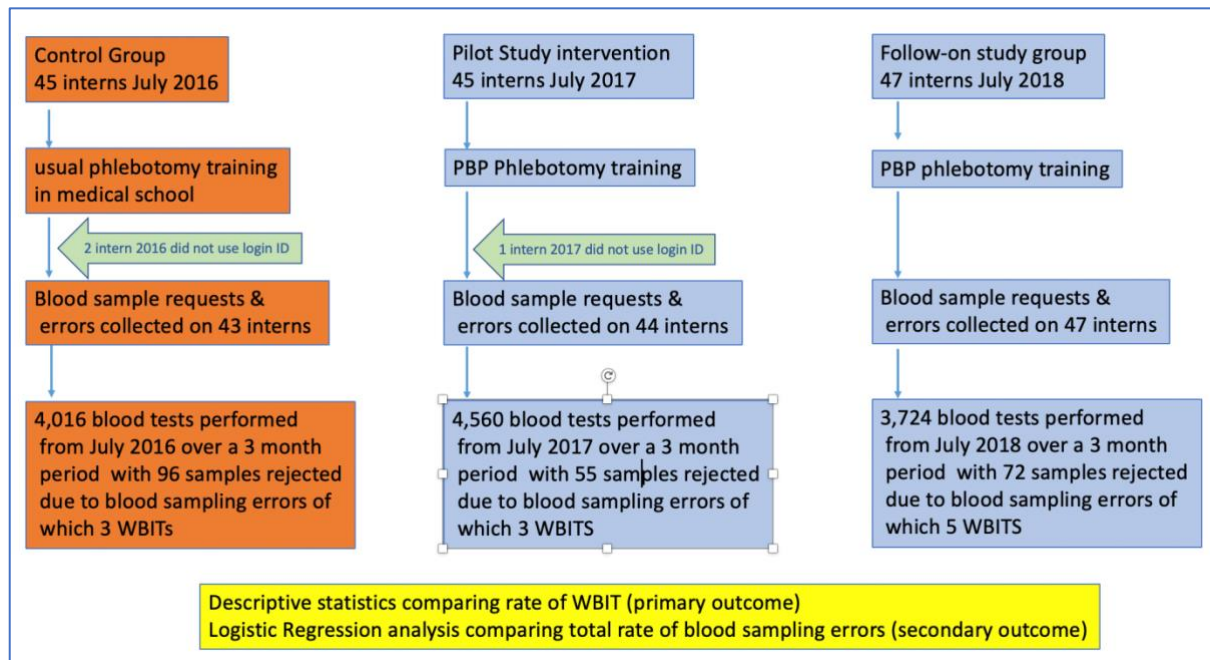 Control Group
45 interns July 2016
usual phlebotomy training
in medical school
2 intern 2016 did not use login ID
Blood sample requests &
errors collected on 43 interns
4,016 blood tests performed
from July 2016 over a 3 month
period with 96 samples rejected
due to blood sampling errors of
which 3 WBITs
Pilot Study intervention
45 interns July 2017
PBP Phlebotomy training
1 intern 2017 did not use login ID
Blood sample requests &
errors collected on 44 interns
4,560 blood tests performed
from July 2017 over a 3 month
period with 55 samples rejected
due to blood sampling errors of
which 3 WBITS
Follow-on study group
47 interns July 2018
PBP phlebotomy training
Blood sample requests &
errors collected on 47 interns
3,724 blood tests performed
from July 2018 over a 3 month
period with 72 samples rejected
due to blood sampling errors of
which 5 WBITS
Descriptive statistics comparing rate of WBIT (primary outcome)
Logistic Regression analysis comparing total rate of blood sampling errors (secondary outcome)